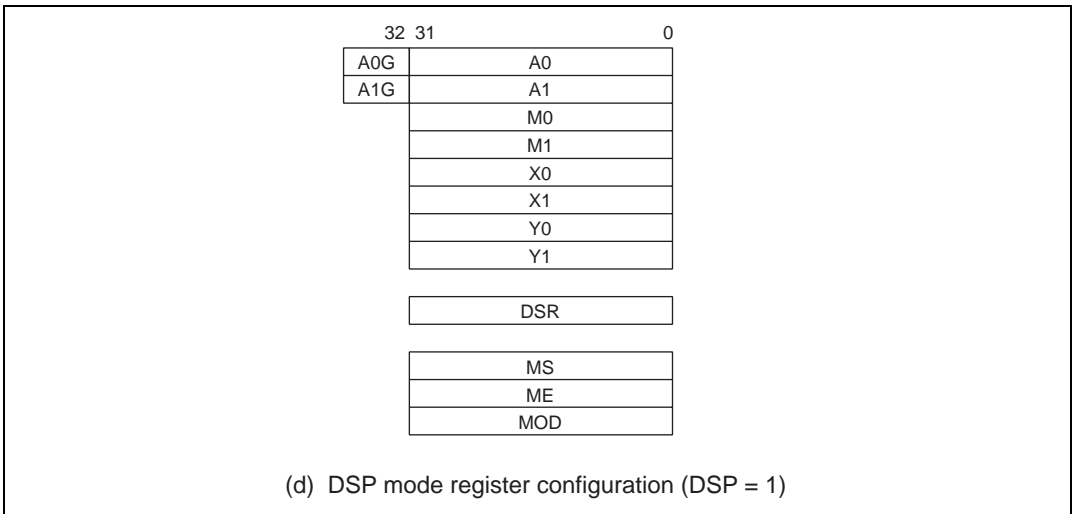 32 31 0
A0G A0
A1G A1
M0
M1
X0
X1
Y0
Y1
DSR
MS
ME
MOD
(d) DSP mode register configuration (DSP = 1)